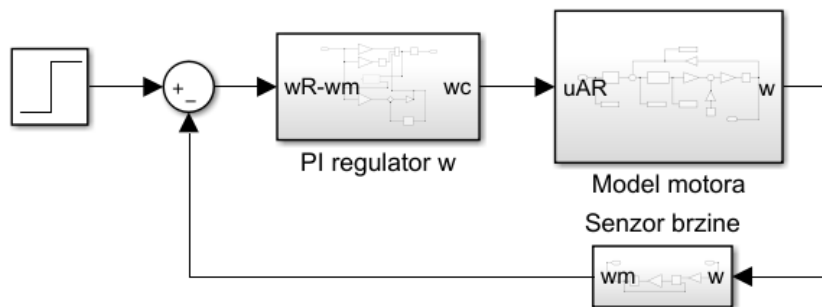 +
−
wR-wm
wc
PI regulator w
uAR
w
Model motora
Senzor brzine
wm
w